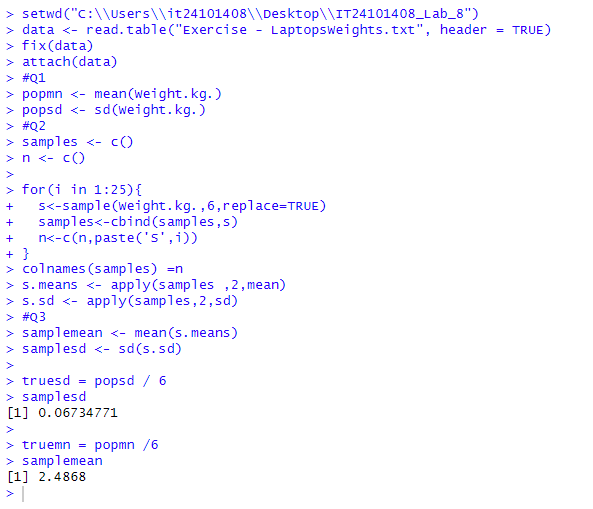 > setwd("C:\\Users\\it24101408\\Desktop\\IT24101408_Lab_8")
> data <- read.table("Exercise - LaptopsWeights.txt", header = TRUE)
> fix(data)
> attach(data)
> #Q1
> popmn <- mean(Weight.kg.)
> popsd <- sd(Weight.kg.)
> #Q2
> samples <- c()
> n <- c()
>
> for(i in 1:25){
+   s<-sample(Weight.kg.,6,replace=TRUE)
+   samples<-cbind(samples,s)
+   n<-c(n,paste('S',i))
+ }
> colnames(samples) =n
> s.means <- apply(samples ,2,mean)
> s.sd <- apply(samples,2,sd)
> #Q3
> samplemean <- mean(s.means)
> samplesd <- sd(s.sd)
>
> truesd = popsd / 6
> samplesd
[1] 0.06734771
>
> truemn = popmn /6
> samplemean
[1] 2.4868
>